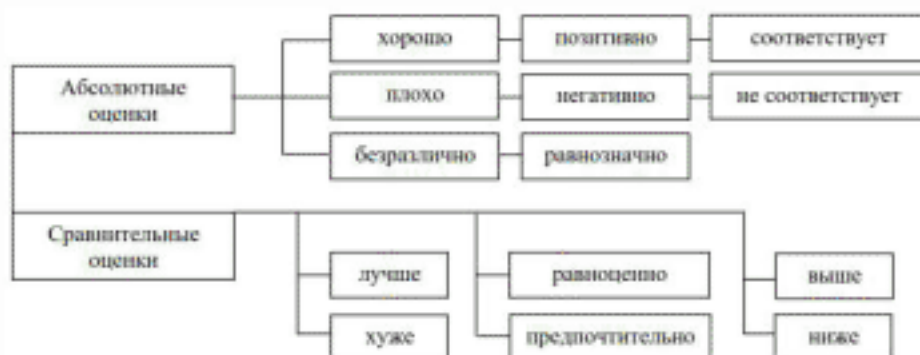 хорошо
позитивно
соответствует
Абсолютные
оценки
плохо
негативно
не соответствует
безразлично
равнозначно
Сравнительные
оценки
лучше
равноценно
выше
хуже
предпочтительно
ниже